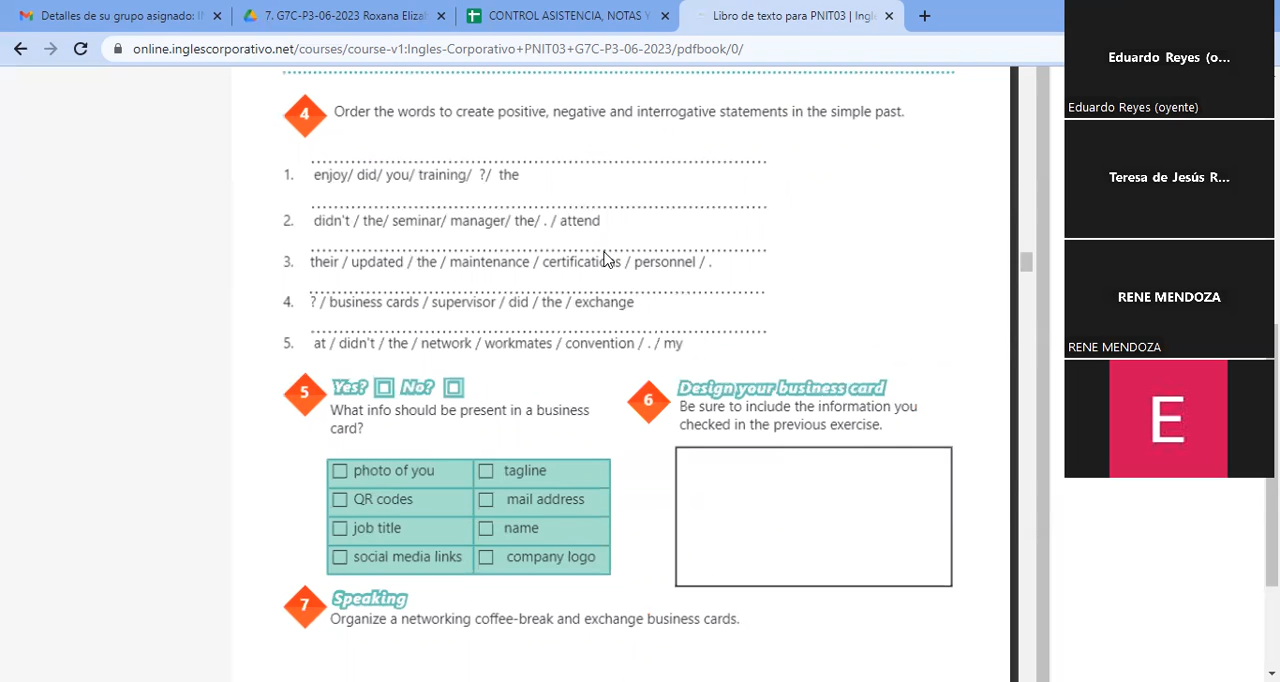 Detalles de su grupo asignado: I
7. G7C-P3-06-2023 Roxana Eliza
CONTROL ASISTENCIA, NOTAS Y
Libro de texto para PNIT03 | Ingl
online.inglescorporativo.net/courses/course-v1:Ingles-Corporativo+PNIT03+G7C-P3-06-2023/pdfbook/0/
4 Order the words to create positive, negative and interrogative statements in the simple past.
1. enjoy/ did/ you/ training/ ?/ the
2. didn't / the/ seminar/ manager/ the/ . / attend
3. their / updated / the / maintenance / certifications / personnel / .
4. ? / business cards / supervisor / did / the / exchange
5. at / didn't / the / network / workmates / convention / . / my
5 Yes? No?
What info should be present in a business
card?
photo of you tagline
QR codes mail address
job title name
social media links company logo
6 Design your business card
Be sure to include the information you
checked in the previous exercise.
7 Speaking
Organize a networking coffee-break and exchange business cards.
Eduardo Reyes (o...
Eduardo Reyes (oyente)
Teresa de Jesús R...
RENE MENDOZA
RENE MENDOZA
E